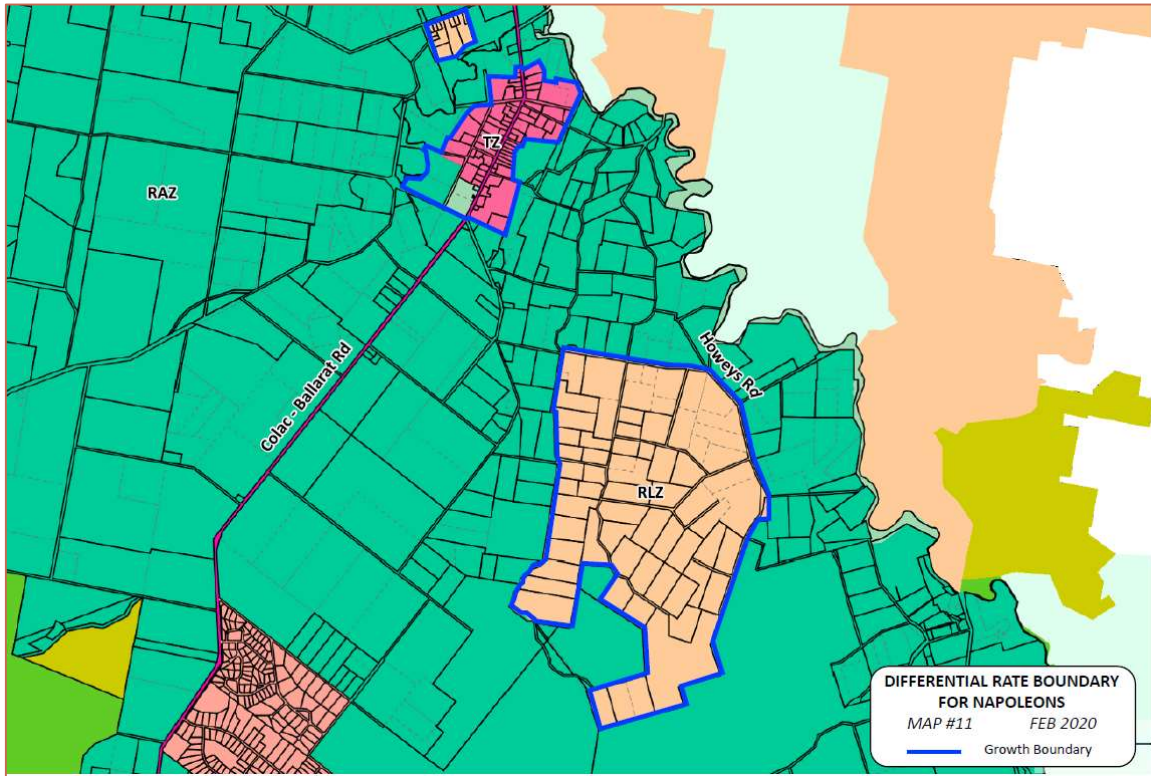 TZ
RAZ
Colac - Ballarat Rd
Howeys Rd
RLZ
DIFFERENTIAL RATE BOUNDARY
FOR NAPOLEONS
MAP #11 FEB 2020
Growth Boundary